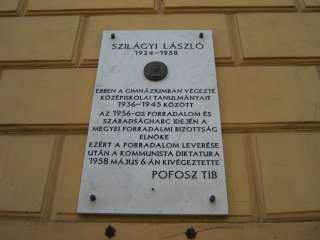 SZILÁGYI LÁSZLÓ
1924-1958
EBBEN A GIMNÁZIUMBAN VÉGEZTE
KÖZÉPISKOLAI TANULMÁNYAIT
1936-1945 KÖZÖTT
AZ 1956-OS FORRADALOM ÉS
SZABADSÁGHARC IDEJÉN A
MEGYEI FORRADALMI BIZOTTSÁG
ELNÖKE
EZÉRT A FORRADALOM LEVERÉSE
UTÁN A KOMMUNISTA DIKTATURA
1958 MÁJUS 6-ÁN KIVÉGEZTETTE
POFOSZ TIB